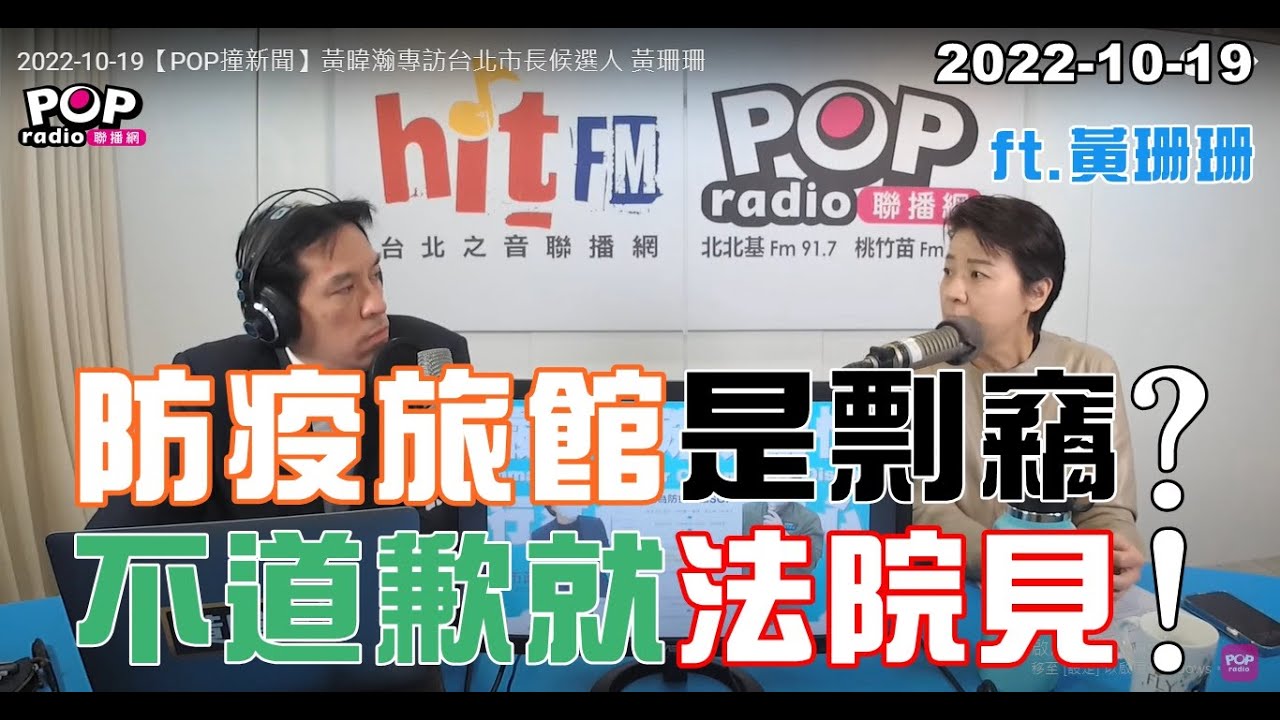 2022-10-19【POP撞新聞】黃暐瀚專訪台北市長候選人 黃珊珊
2022-10-19
POP
radio 聯播網
hit FM
台北之音聯播網
POP
radio 聯播網
北北基 Fm 91.7 桃竹苗 Fm
ft.黃珊珊
防疫旅館是剽竊?
不道歉就法院見!
POP
radio